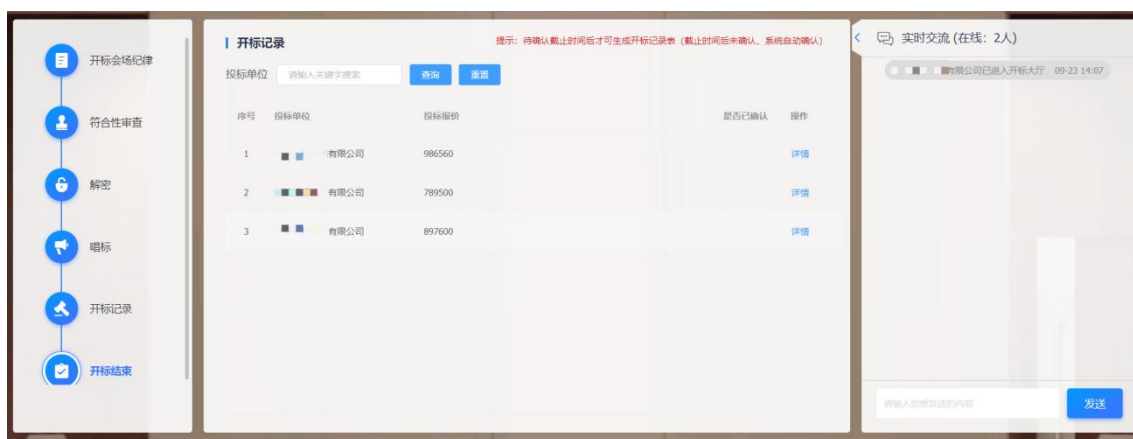 开标会场纪律
符合性审查
解密
唱标
开标记录
开标结束
开标记录
提示：待确认截止时间后才可生成开标记录表（截止时间后未确认，系统自动确认）
投标单位 请输入关键字搜索 查询 重置
序号 投标单位 投标报价 是否已确认 操作
1 有限公司 986560 详情
2 有限公司 789500 详情
3 有限公司 897600 详情
实时交流 (在线：2人)
有限公司已进入开标大厅 09-23 14:07
请输入您想发送的内容
发送